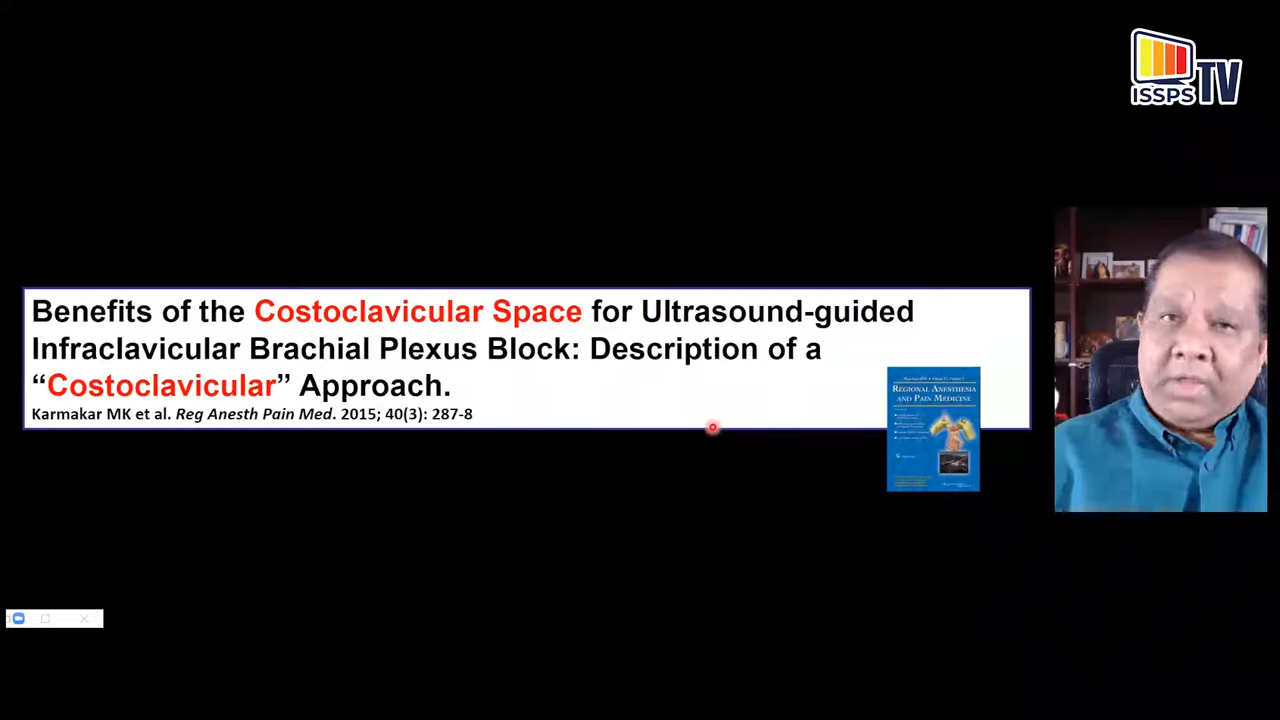 ISSPS TV
Benefits of the Costoclavicular Space for Ultrasound-guided
Infraclavicular Brachial Plexus Block: Description of a
“Costoclavicular” Approach.
Karmakar MK et al. Reg Anesth Pain Med. 2015; 40(3): 287-8
REGIONAL ANESTHESIA
AND PAIN MEDICINE